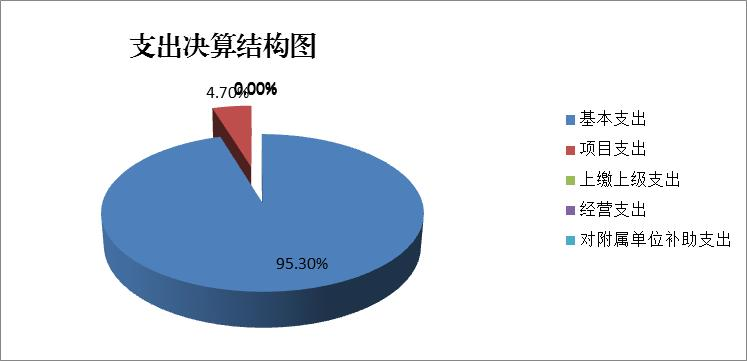 支出决算结构图
4.70%
0.00%
95.30%
基本支出
项目支出
上缴上级支出
经营支出
对附属单位补助支出